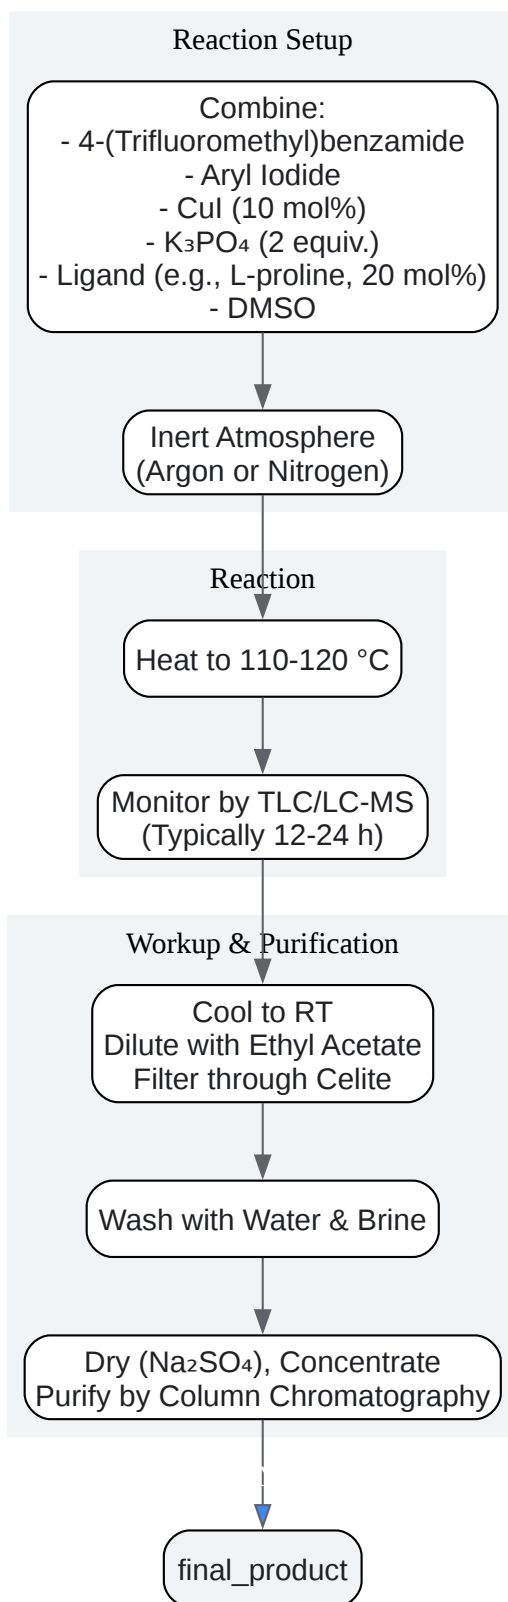 Reaction Setup
Combine:
- 4-(Trifluoromethyl)benzamide
- Aryl Iodide
- CuI (10 mol%)
- K₃PO₄ (2 equiv.)
- Ligand (e.g., L-proline, 20 mol%)
- DMSO
Inert Atmosphere
(Argon or Nitrogen)
Reaction
Heat to 110-120 °C
Monitor by TLC/LC-MS
(Typically 12-24 h)
Workup & Purification
Cool to RT
Dilute with Ethyl Acetate
Filter through Celite
Wash with Water & Brine
Dry (Na₂SO₄), Concentrate
Purify by Column Chromatography
final_product